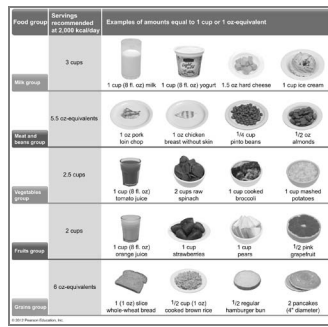 Food group
Servings
recommended
at 2,000 kcal/day
Examples of amounts equal to 1 cup or 1 oz-equivalent
3 cups
Milk group
1 cup (8 fl. oz) milk
1 cup (8 fl. oz) yogurt
1.5 oz hard cheese
1 cup ice cream
5.5 oz-equivalents
Meat and
beans group
1 oz pork
loin chop
1 oz chicken
breast without skin
1/4 cup
pinto beans
1/2 oz
almonds
2.5 cups
Vegetables
group
1 cup (8 fl. oz)
tomato juice
2 cups raw
spinach
1 cup cooked
broccoli
1 cup mashed
potatoes
2 cups
Fruits group
1 cup (8 fl. oz)
orange juice
1 cup
strawberries
1 cup
pears
1/2 pink
grapefruit
6 oz-equivalents
Grains group
1 (1 oz) slice
whole-wheat bread
1/2 cup (1 oz)
cooked brown rice
1/2 regular
hamburger bun
2 pancakes
(4" diameter)
© 2012 Pearson Education, Inc.